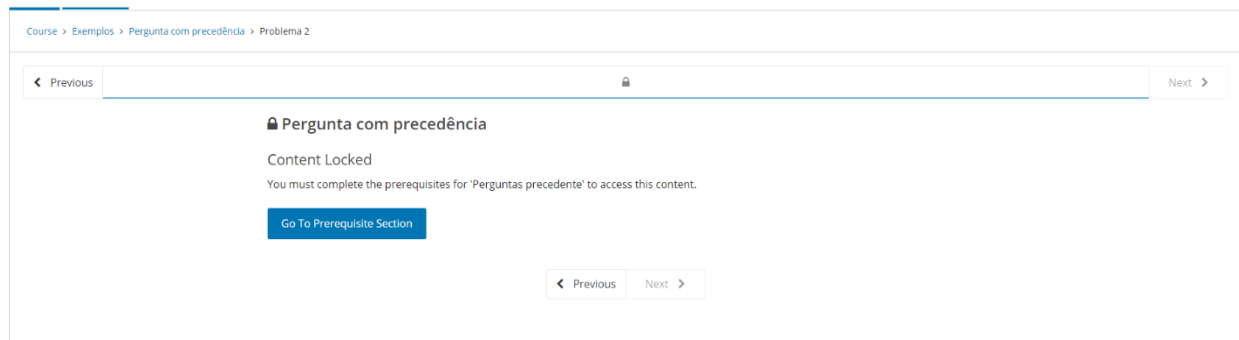 Course > Exemplos > Pergunta com precedência > Problema 2
Previous
Next
Pergunta com precedência
Content Locked
You must complete the prerequisites for 'Perguntas precedente' to access this content.
Go To Prerequisite Section
Previous
Next